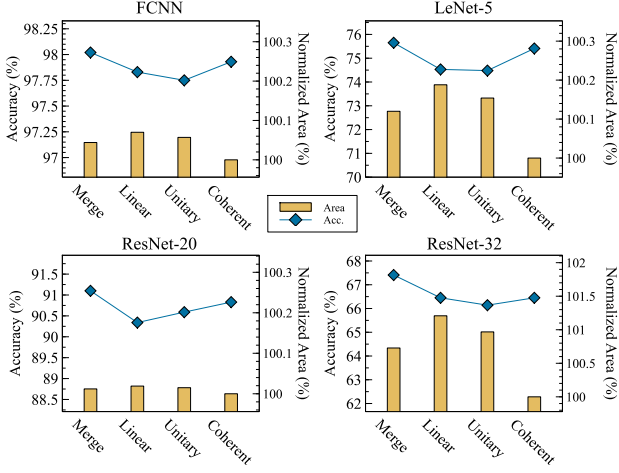 FCNN
98.25
98
97.75
97.5
97.25
97
Accuracy (%)
100.3
100.2
100.1
100
Normalized Area (%)
Merge
Linear
Unitary
Coherent
LeNet-5
76
75
74
73
72
71
70
Accuracy (%)
100.3
100.2
100.1
100
Normalized Area (%)
Merge
Linear
Unitary
Coherent
Area
Acc.
ResNet-20
91.5
91
90.5
90
89.5
89
88.5
Accuracy (%)
100.3
100.2
100.1
100
Normalized Area (%)
Merge
Linear
Unitary
Coherent
ResNet-32
68
67
66
65
64
63
62
Accuracy (%)
102
101.5
101
100.5
100
Normalized Area (%)
Merge
Linear
Unitary
Coherent